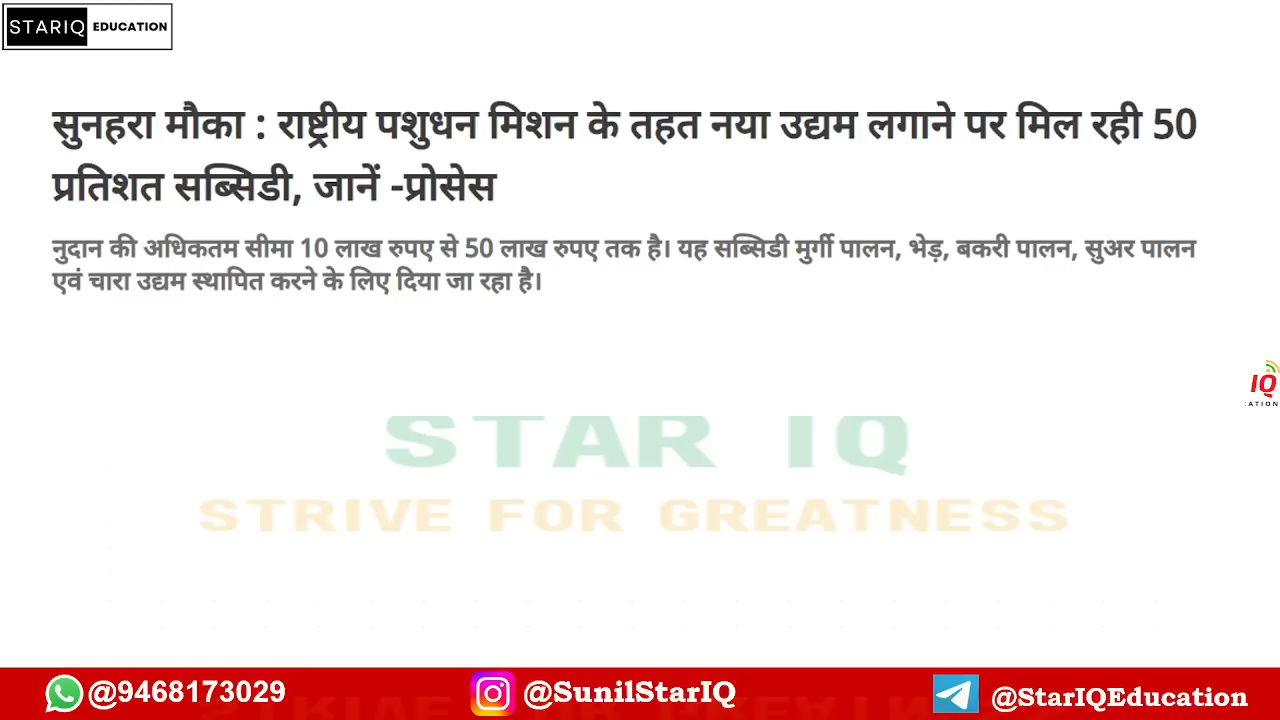 STARIQ EDUCATION
सुनहरा मौका : राष्ट्रीय पशुधन मिशन के तहत नया उद्यम लगाने पर मिल रही 50
प्रतिशत सब्सिडी, जानें -प्रोसेस
नुदान की अधिकतम सीमा 10 लाख रुपए से 50 लाख रुपए तक है। यह सब्सिडी मुर्गी पालन, भेड़, बकरी पालन, सुअर पालन
एवं चारा उद्यम स्थापित करने के लिए दिया जा रहा है।
IQ
ATION
STAR IQ
STRIVE FOR GREATNESS
@9468173029 @SunilStarIQ @StarIQEducation